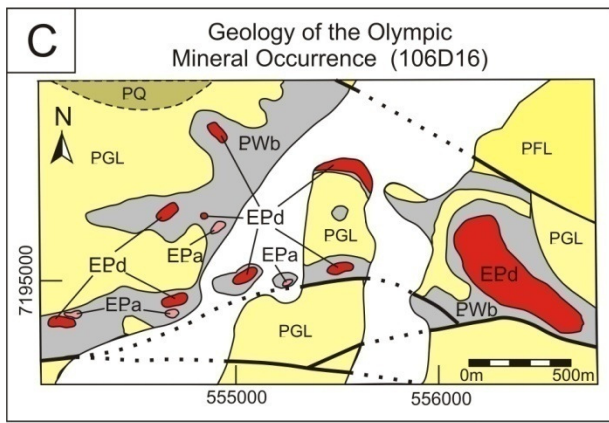 C
Geology of the Olympic
Mineral Occurrence (106D16)
PQ
N
PGL
PWb
PFL
EPd
PGL
PGL
EPa
EPa
EPd
EPd
7195000
EPa
PWb
PGL
0m 500m
555000 556000